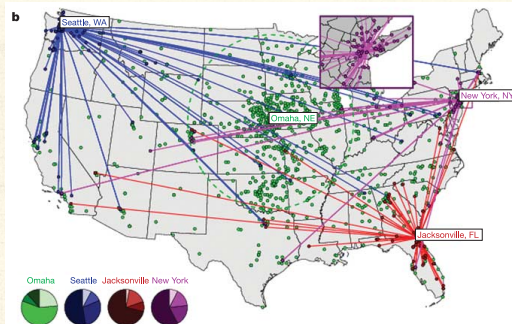 b
Seattle, WA
New York, NY
Omaha, NE
Jacksonville, FL
Omaha Seattle Jacksonville New York